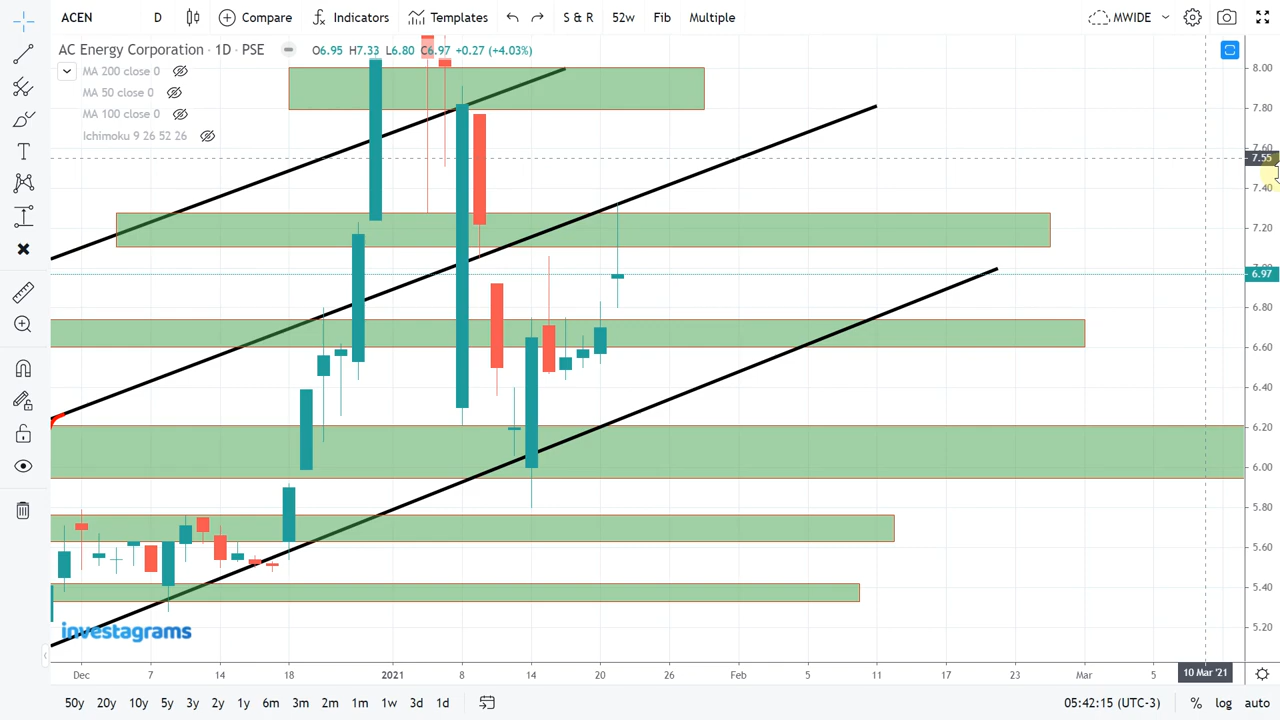 ACEN D Compare Indicators Templates S & R 52w Fib Multiple MWIDE
AC Energy Corporation · 1D · PSE O6.95 H7.33 L6.80 C6.97 +0.27 (+4.03%)
MA 200 close 0
MA 50 close 0
MA 100 close 0
Ichimoku 9 26 52 26
8.00
7.80
7.60
7.55
7.40
7.20
6.97
6.80
6.60
6.40
6.20
6.00
5.80
5.60
5.40
5.20
investagrams
Dec 7 14 18 2021 8 14 20 26 Feb 5 11 17 23 Mar 5 10 Mar '21
50y 20y 10y 5y 3y 2y 1y 6m 3m 2m 1m 1w 3d 1d 05:42:15 (UTC-3) % log auto